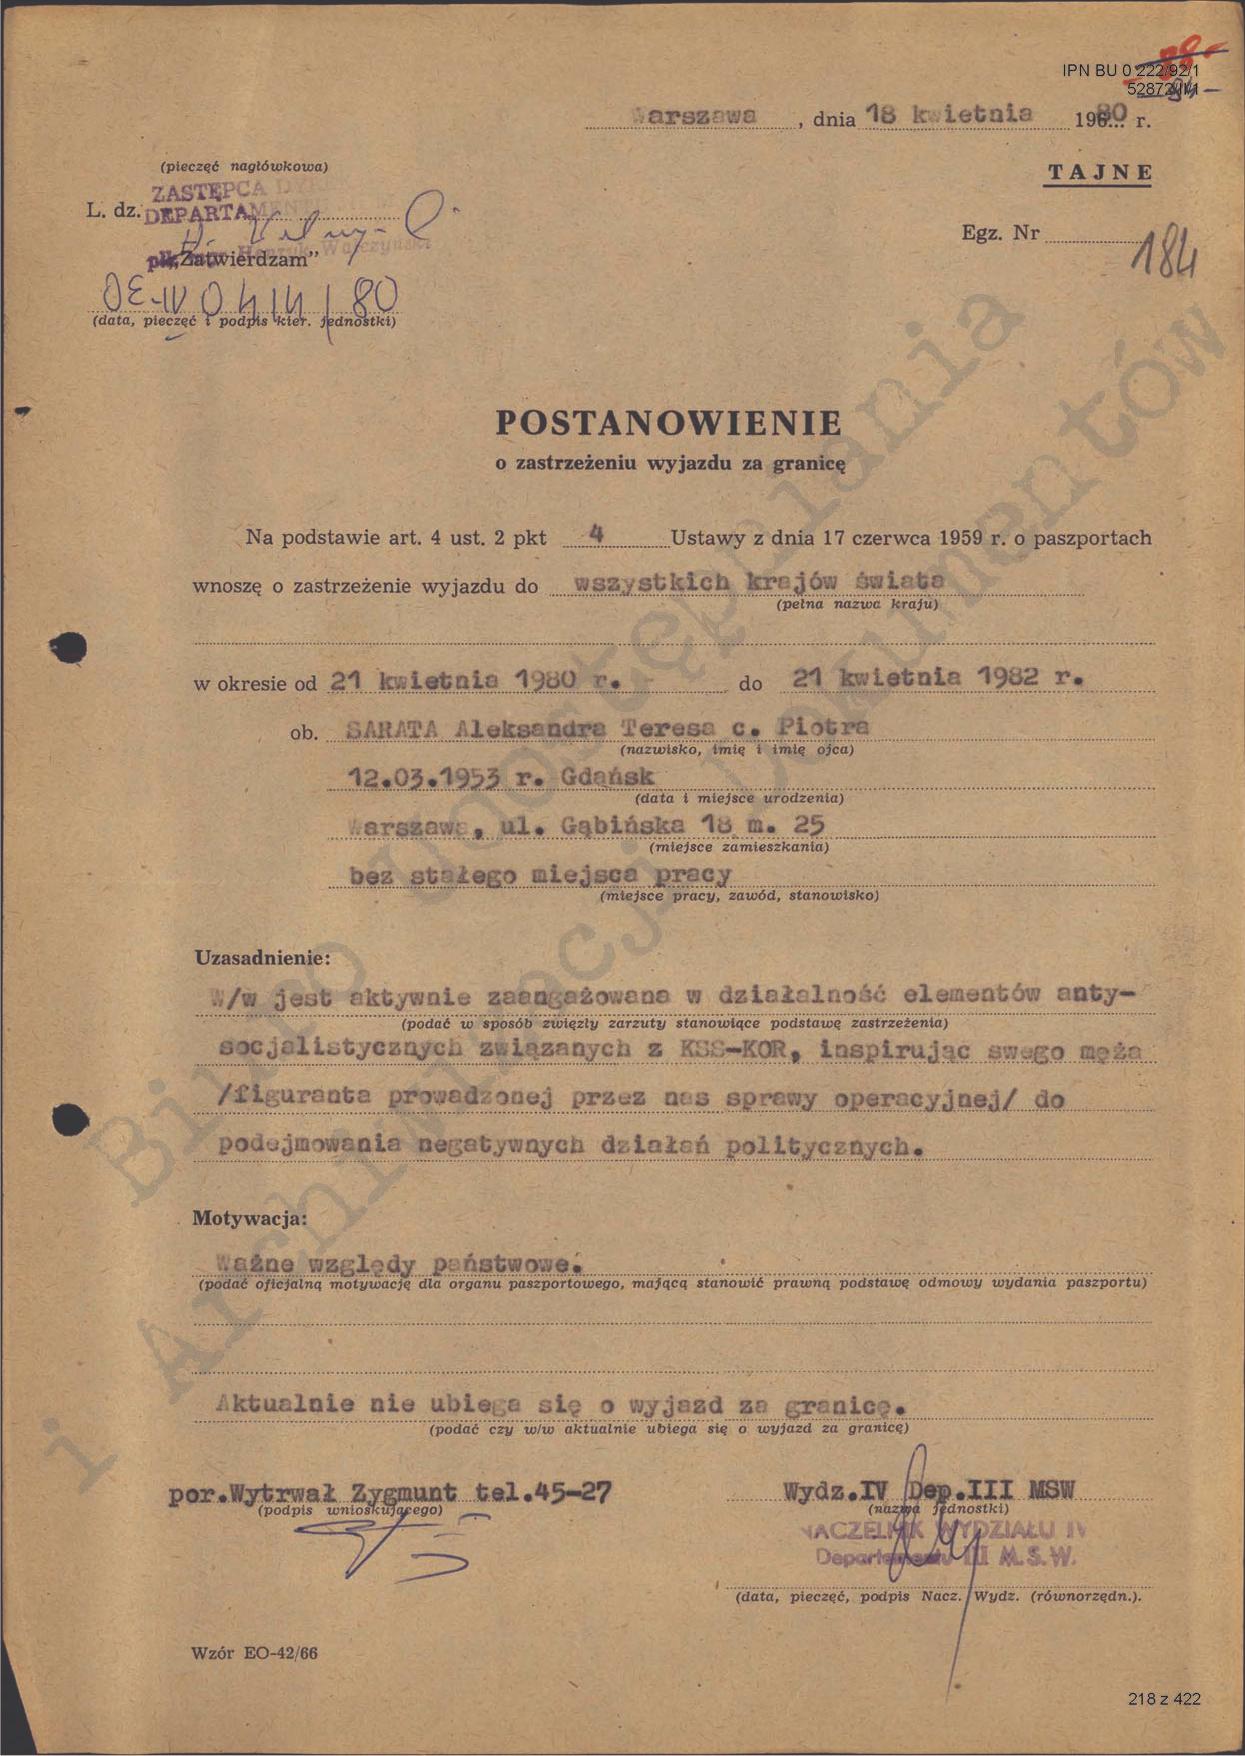 IPN BU 0 222/92/1
52872/II/1
94-
Warszawa, dnia 18 kwietnia 1980 r.
(pieczęć nagłówkowa)
TAJNE
ZASTĘPCA
L. dz. DEPARTAMENTU
Egz. Nr
184
płk mgr Henryk Walczyński
„Zatwierdzam”
OE-IV 0414/80
(data, pieczęć i podpis kier. jednostki)
POSTANOWIENIE
o zastrzeżeniu wyjazdu za granicę
Na podstawie art. 4 ust. 2 pkt 4 Ustawy z dnia 17 czerwca 1959 r. o paszportach
wnoszę o zastrzeżenie wyjazdu do wszystkich krajów świata
(pełna nazwa kraju)
w okresie od 21 kwietnia 1980 r. do 21 kwietnia 1982 r.
ob. SARATA Aleksandra Teresa c. Piotra
(nazwisko, imię i imię ojca)
12.03.1953 r. Gdańsk
(data i miejsce urodzenia)
Warszawa, ul. Gąbińska 18 m. 25
(miejsce zamieszkania)
bez stałego miejsca pracy
(miejsce pracy, zawód, stanowisko)
Uzasadnienie:
W/w jest aktywnie zaangażowana w działalność elementów anty-
(podać w sposób zwięzły zarzuty stanowiące podstawę zastrzeżenia)
socjalistycznych związanych z KSS-KOR, inspirując swego męża
/figuranta prowadzonej przez nas sprawy operacyjnej/ do
podejmowania negatywnych działań politycznych.
Motywacja:
Ważne względy państwowe.
(podać oficjalną motywację dla organu paszportowego, mającą stanowić prawną podstawę odmowy wydania paszportu)
Aktualnie nie ubiega się o wyjazd za granicę.
(podać czy w/w aktualnie ubiega się o wyjazd za granicę)
por.Wytrwał Zygmunt tel.45-27
(podpis wnioskującego)
Wydz.IV Dep.III MSW
(nazwa jednostki)
NACZELNIK WYDZIAŁU IV
Departamentu III M.S.W.
(data, pieczęć, podpis Nacz. Wydz. (równorzędn.).
Wzór EO-42/66
218 z 422
Biuro Udostępniania
i Archiwizacji Dokumentów